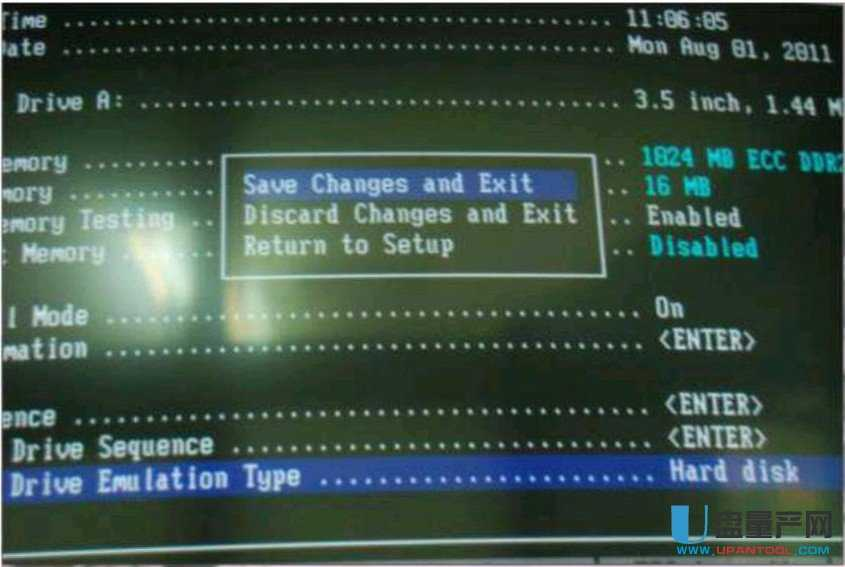 Time .......... 11:06:05
Date .......... Mon Aug 01, 2011
Drive A: .......... 3.5 inch, 1.44 M
emory .......... 1024 MB ECC DDR2
mory .......... 16 MB
emory Testing .. Enabled
Memory .......... Disabled
Save Changes and Exit
Discard Changes and Exit
Return to Setup
l Mode .......... On
mation .......... <ENTER>
ence .......... <ENTER>
Drive Sequence .......... <ENTER>
Drive Emulation Type .......... Hard disk
U盘量产网
WWW.UPANTOOL.COM